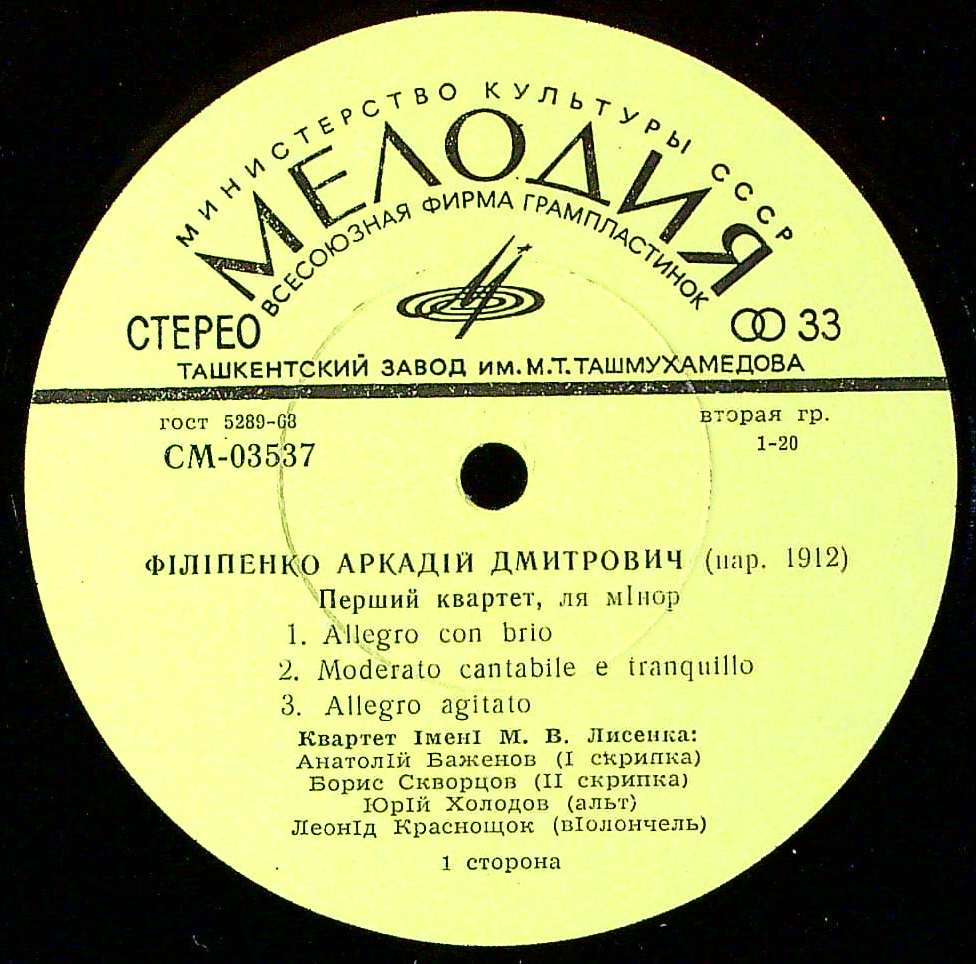 МИНИСТЕРСТВО КУЛЬТУРЫ СССР
МЕЛОДИЯ
ВСЕСОЮЗНАЯ ФИРМА ГРАМПЛАСТИНОК
СТЕРЕО 33
ТАШКЕНТСКИЙ ЗАВОД ИМ. М.Т. ТАШМУХАМЕДОВА
гост 5289-68 вторая гр.
СМ-03537 1-20
ФІЛІПЕНКО АРКАДІЙ ДМИТРОВИЧ (нар. 1912)
Перший квартет, ля мІнор
1. Allegro con brio
2. Moderato cantabile e tranquillo
3. Allegro agitato
Квартет ІменІ М. В. Лисенка:
АнатолІй Баженов (І скрипка)
Борис Скворцов (ІІ скрипка)
ЮрІй Холодов (альт)
ЛеонІд Краснощок (вІолончель)
1 сторона